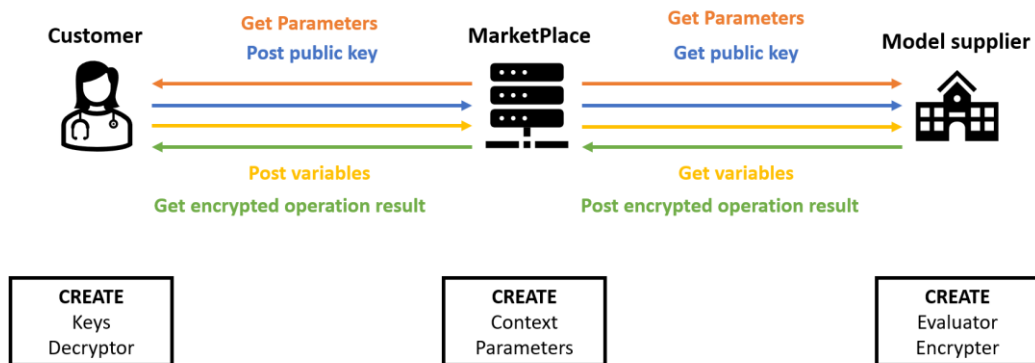 Customer
Get Parameters
Post public key
MarketPlace
Get Parameters
Get public key
Model supplier
Post variables
Get encrypted operation result
Get variables
Post encrypted operation result
CREATE
Keys
Decryptor
CREATE
Context
Parameters
CREATE
Evaluator
Encrypter